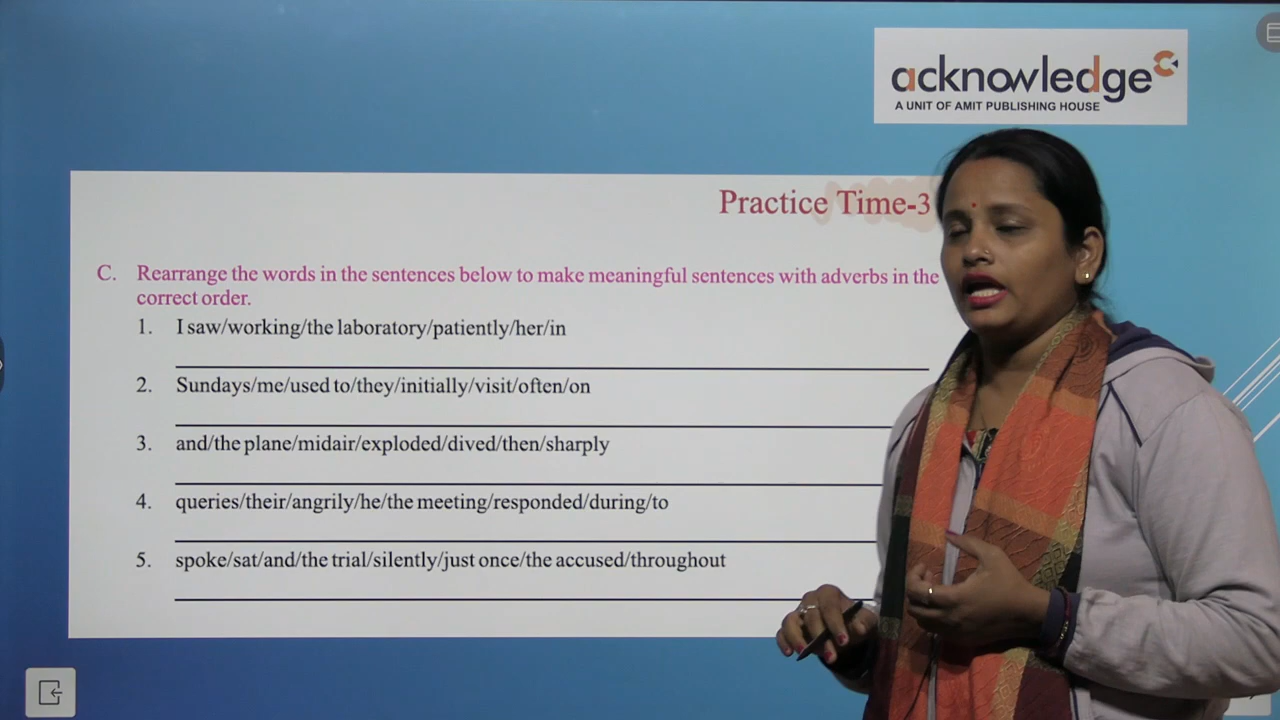 acknowledge
A UNIT OF AMIT PUBLISHING HOUSE
Practice Time-3
C. Rearrange the words in the sentences below to make meaningful sentences with adverbs in the
correct order.
1. I saw/working/the laboratory/patiently/her/in
2. Sundays/me/used to/they/initially/visit/often/on
3. and/the plane/midair/exploded/dived/then/sharply
4. queries/their/angrily/he/the meeting/responded/during/to
5. spoke/sat/and/the trial/silently/just once/the accused/throughout